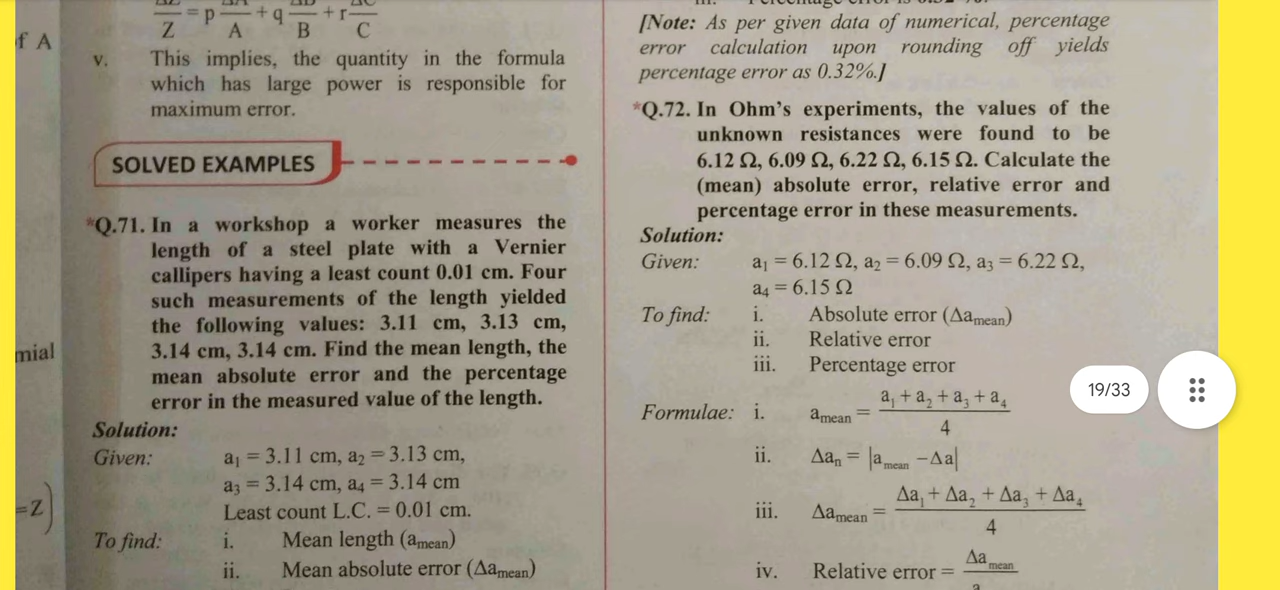 f A
mial
=Z)
Z = p A + q B + r C
v. This implies, the quantity in the formula
which has large power is responsible for
maximum error.
SOLVED EXAMPLES
*Q.71. In a workshop a worker measures the
length of a steel plate with a Vernier
callipers having a least count 0.01 cm. Four
such measurements of the length yielded
the following values: 3.11 cm, 3.13 cm,
3.14 cm, 3.14 cm. Find the mean length, the
mean absolute error and the percentage
error in the measured value of the length.
Solution:
Given: a₁ = 3.11 cm, a₂ = 3.13 cm,
a₃ = 3.14 cm, a₄ = 3.14 cm
Least count L.C. = 0.01 cm.
To find: i. Mean length (aₘₑₐₙ)
ii. Mean absolute error (Δaₘₑₐₙ)
[Note: As per given data of numerical, percentage
error calculation upon rounding off yields
percentage error as 0.32%.]
*Q.72. In Ohm's experiments, the values of the
unknown resistances were found to be
6.12 Ω, 6.09 Ω, 6.22 Ω, 6.15 Ω. Calculate the
(mean) absolute error, relative error and
percentage error in these measurements.
Solution:
Given: a₁ = 6.12 Ω, a₂ = 6.09 Ω, a₃ = 6.22 Ω,
a₄ = 6.15 Ω
To find: i. Absolute error (Δaₘₑₐₙ)
ii. Relative error
iii. Percentage error
Formulae: i. aₘₑₐₙ = a₁ + a₂ + a₃ + a₄ / 4
ii. Δaₙ = |aₘₑₐₙ − Δa|
iii. Δaₘₑₐₙ = Δa₁ + Δa₂ + Δa₃ + Δa₄ / 4
iv. Relative error = Δaₘₑₐₙ
19/33